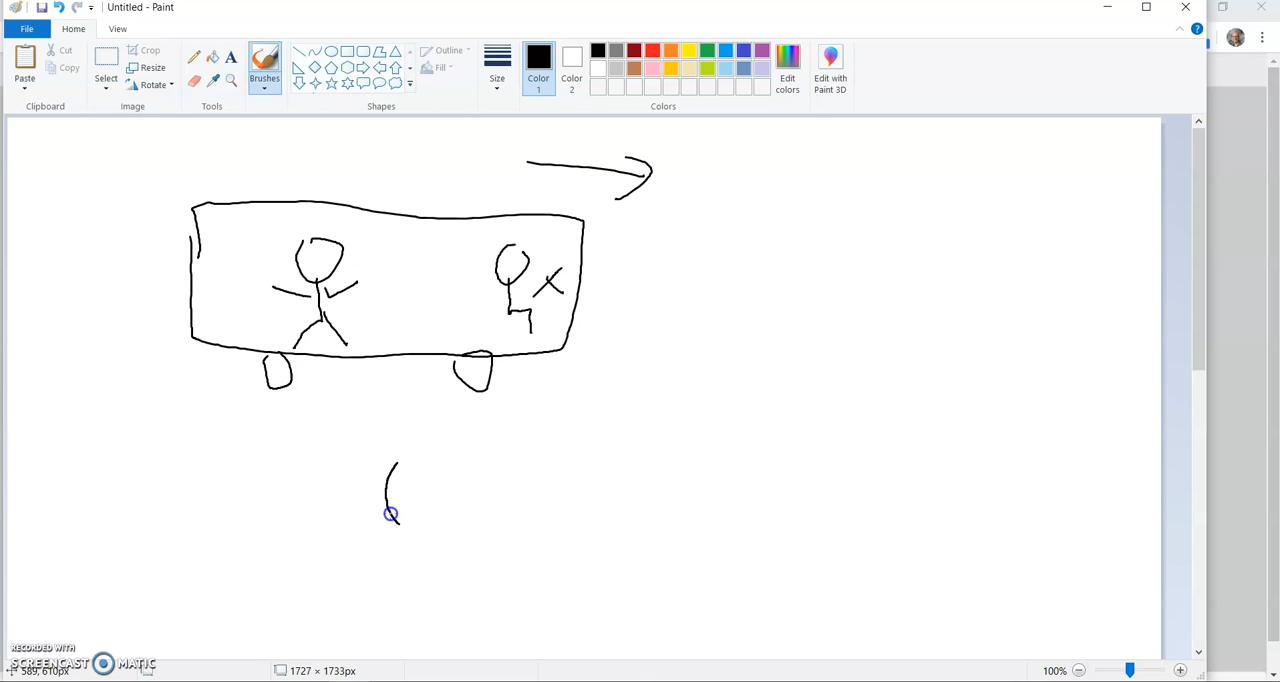 Untitled - Paint
File Home View
Paste
Cut
Copy
Clipboard
Select
Crop
Resize
Rotate
Image
Tools
Brushes
Shapes
Outline
Fill
Size
Color 1
Color 2
Colors
Edit colors
Edit with Paint 3D
RECORDED WITH
SCREENCAST MATIC
589, 610px
1727 × 1733px
100%